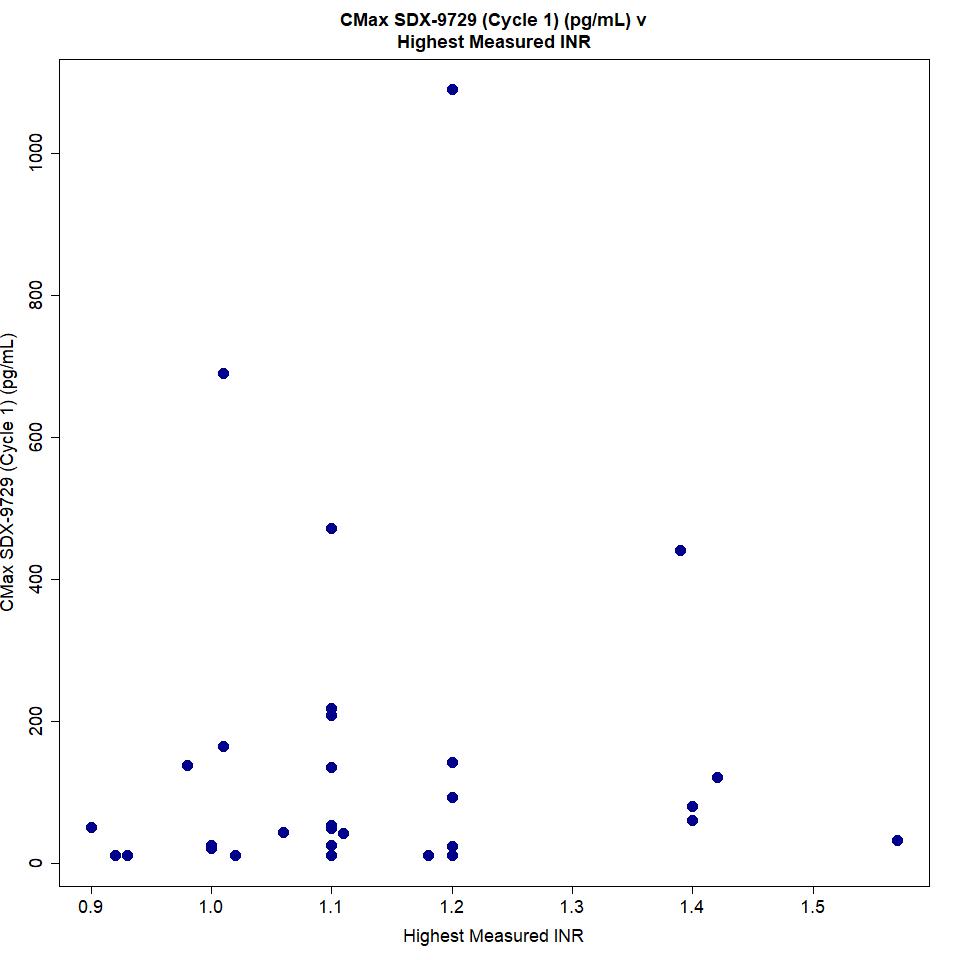 CMax SDX-9729 (Cycle 1) (pg/mL) v
Highest Measured INR
CMax SDX-9729 (Cycle 1) (pg/mL)
1000
800
600
400
200
0
0.9 1.0 1.1 1.2 1.3 1.4 1.5
Highest Measured INR